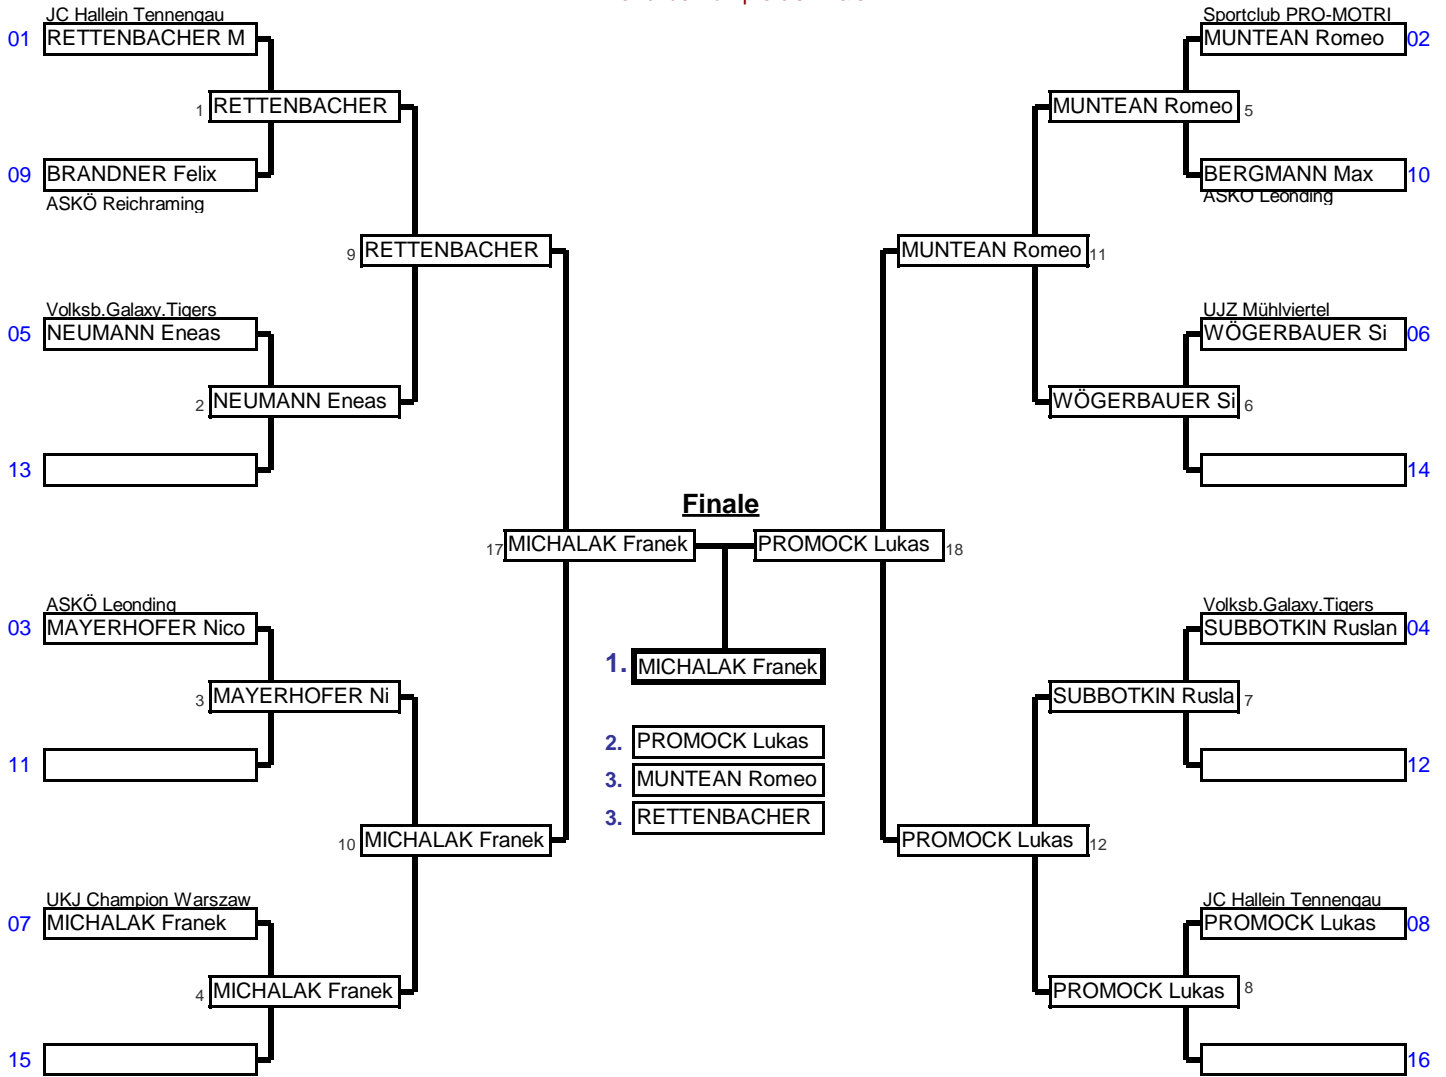 JC Hallein Tennengau
01 RETTENBACHER M
1 RETTENBACHER
09 BRANDNER Felix
ASKÖ Reichraming
9 RETTENBACHER
Volksb.Galaxy.Tigers
05 NEUMANN Eneas
2 NEUMANN Eneas
13
17 MICHALAK Franek
ASKÖ Leonding
03 MAYERHOFER Nico
3 MAYERHOFER Ni
11
10 MICHALAK Franek
UKJ Champion Warszaw
07 MICHALAK Franek
4 MICHALAK Franek
15
Finale
1. MICHALAK Franek
2. PROMOCK Lukas
3. MUNTEAN Romeo
3. RETTENBACHER
Sportclub PRO-MOTRI
MUNTEAN Romeo 02
MUNTEAN Romeo 5
BERGMANN Max 10
ASKÖ Leonding
MUNTEAN Romeo 11
UJZ Mühlviertel
WÖGERBAUER Si 06
WÖGERBAUER Si 6
14
PROMOCK Lukas 18
Volksb.Galaxy.Tigers
SUBBOTKIN Ruslan 04
SUBBOTKIN Rusla 7
12
PROMOCK Lukas 12
JC Hallein Tennengau
PROMOCK Lukas 08
PROMOCK Lukas 8
16